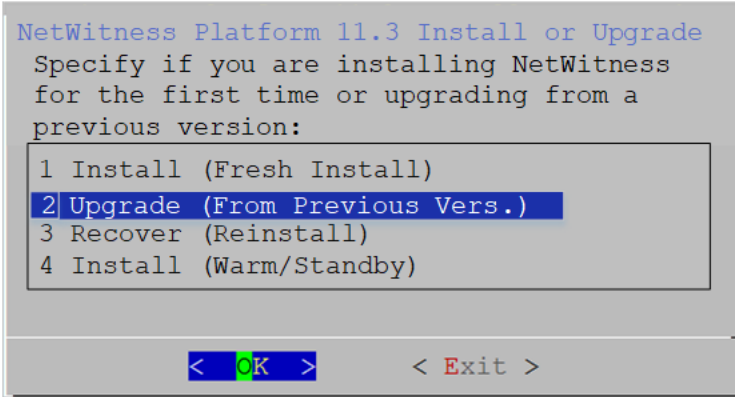 NetWitness Platform 11.3 Install or Upgrade
Specify if you are installing NetWitness
for the first time or upgrading from a
previous version:
1 Install (Fresh Install)
2 Upgrade (From Previous Vers.)
3 Recover (Reinstall)
4 Install (Warm/Standby)
< OK > < Exit >